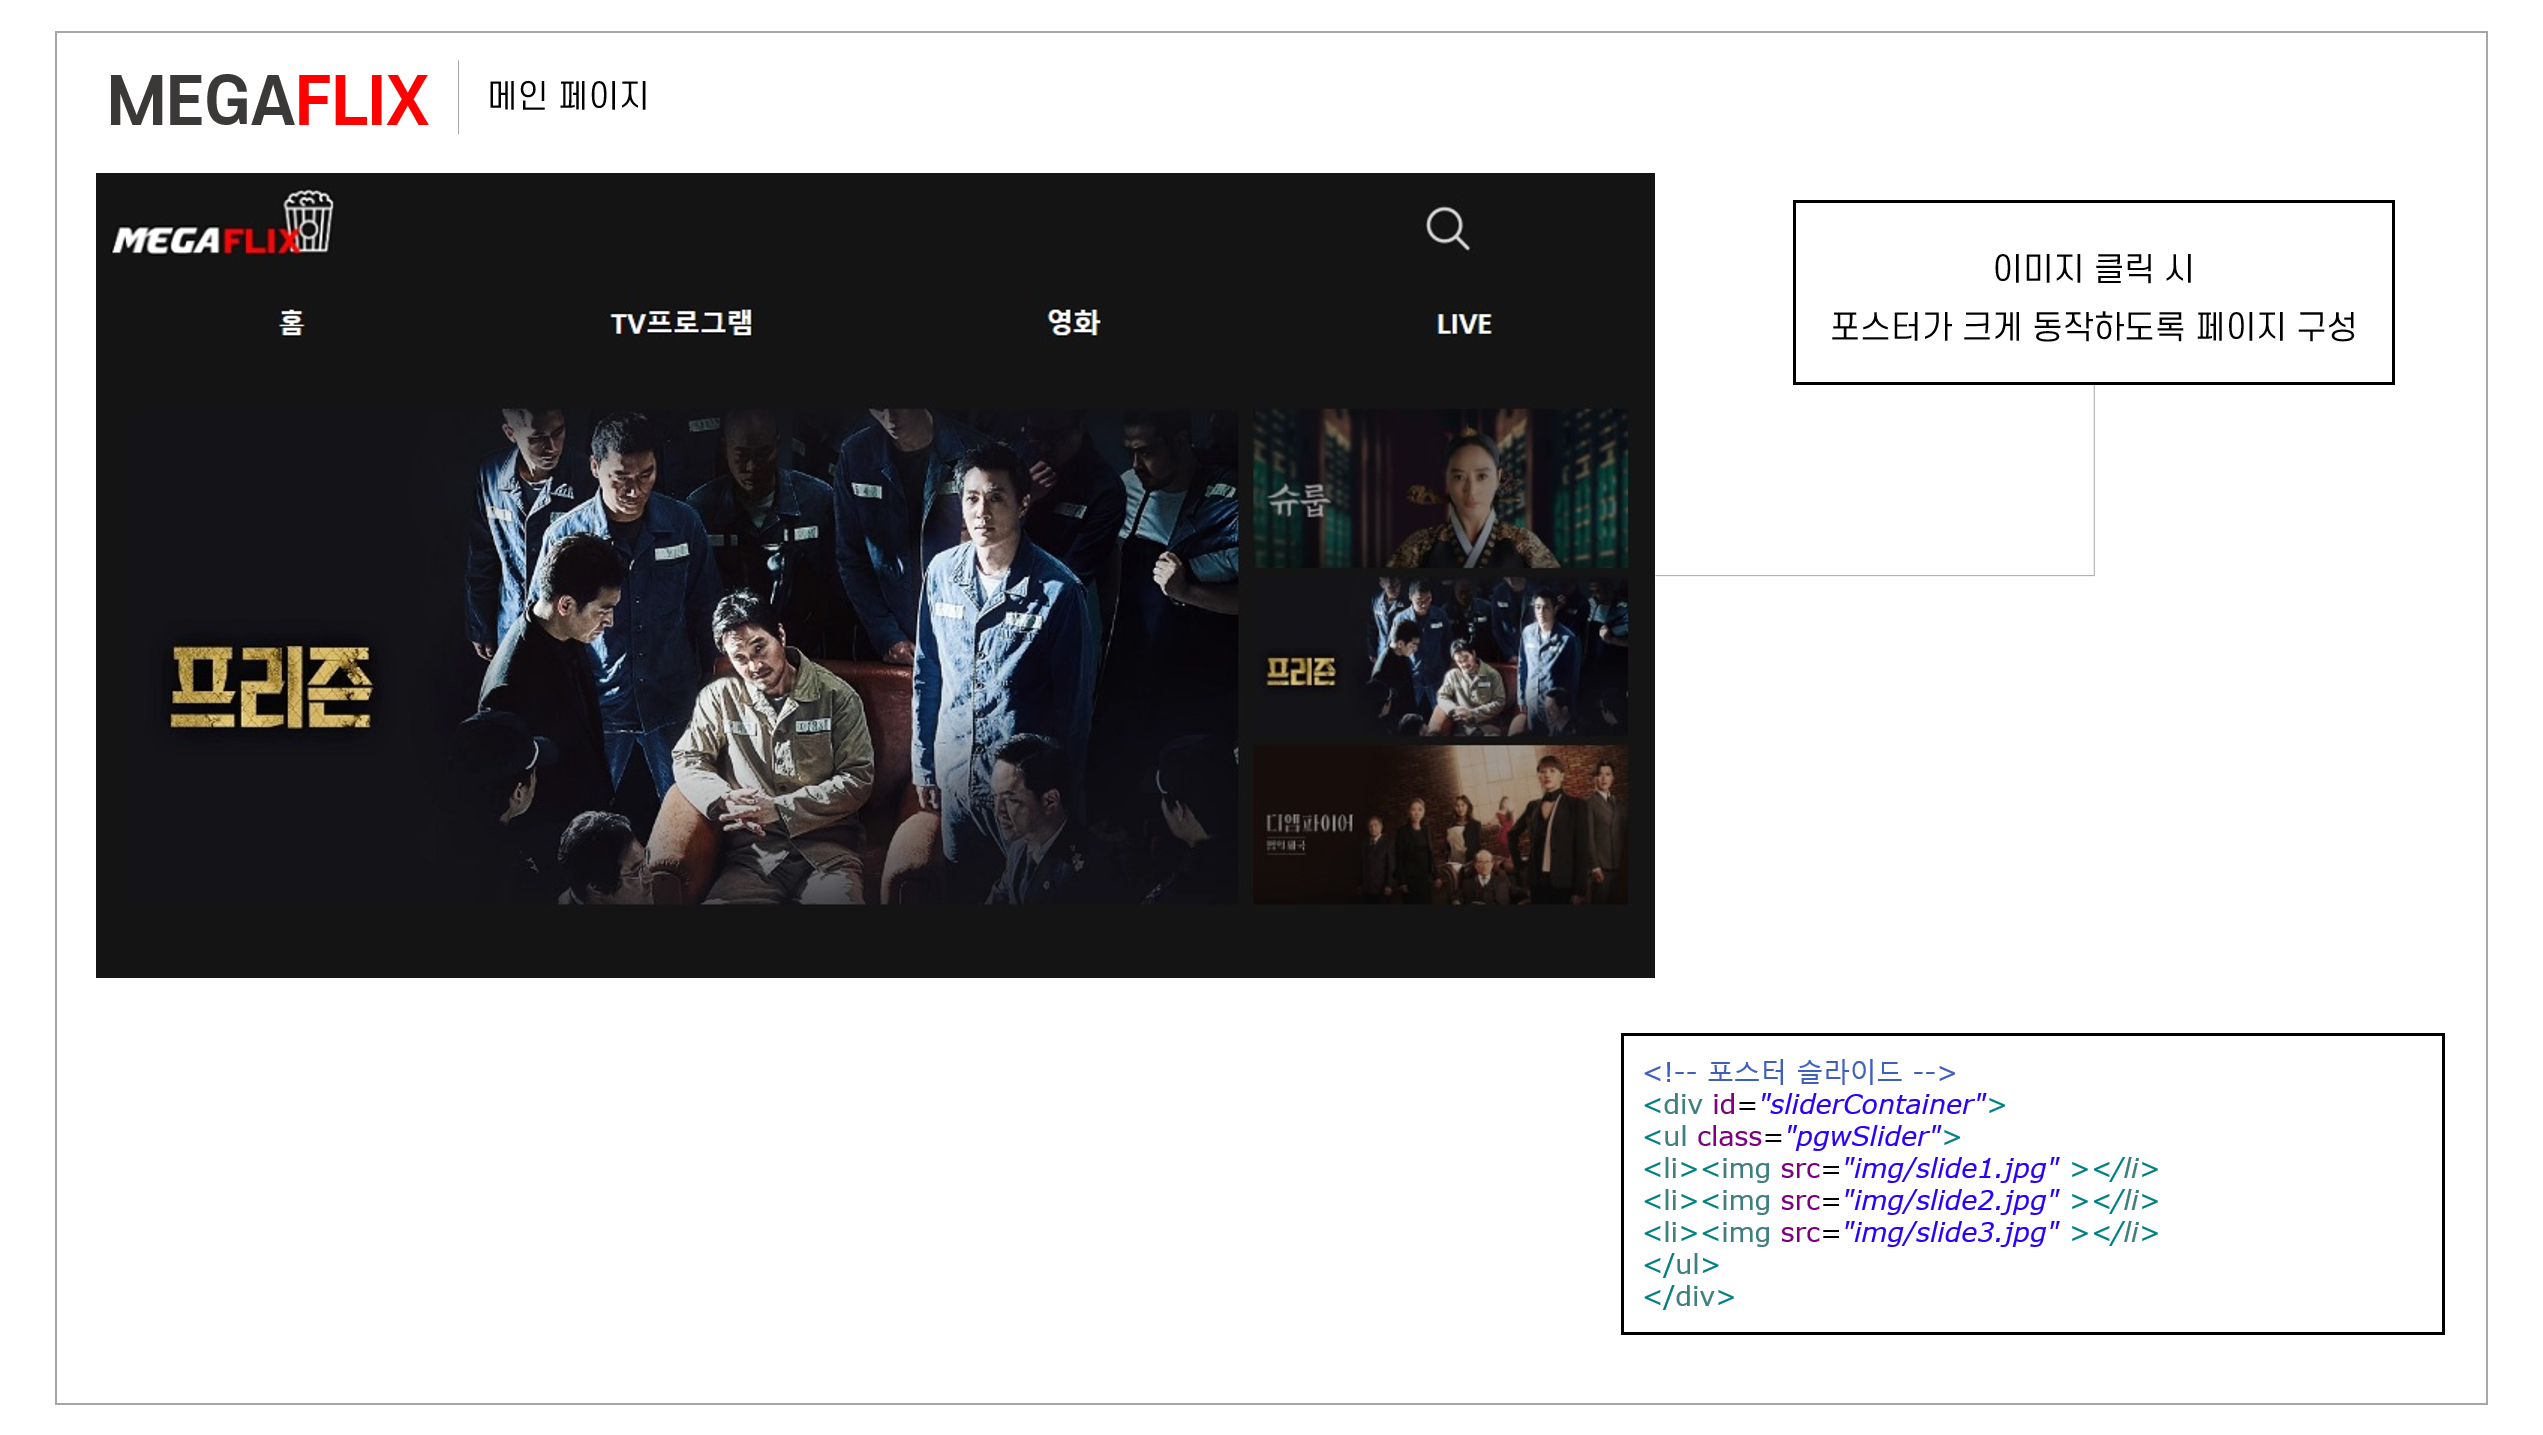 MEGAFLIX
메인 페이지
MEGAFLIX
홈
TV프로그램
영화
LIVE
이미지 클릭 시
포스터가 크게 동작하도록 페이지 구성
프리즌
슈룹
프리즌
디엠파이어
법의 제국
<!-- 포스터 슬라이드 -->
<div id="sliderContainer">
<ul class="pgwSlider">
<li><img src="img/slide1.jpg" ></li>
<li><img src="img/slide2.jpg" ></li>
<li><img src="img/slide3.jpg" ></li>
</ul>
</div>